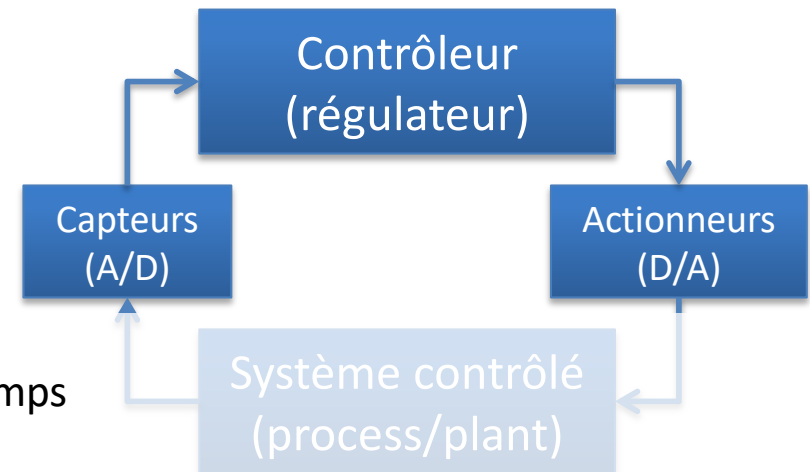 Contrôleur
(régulateur)
Capteurs
(A/D)
Actionneurs
(D/A)
Système contrôlé
(process/plant)
mps